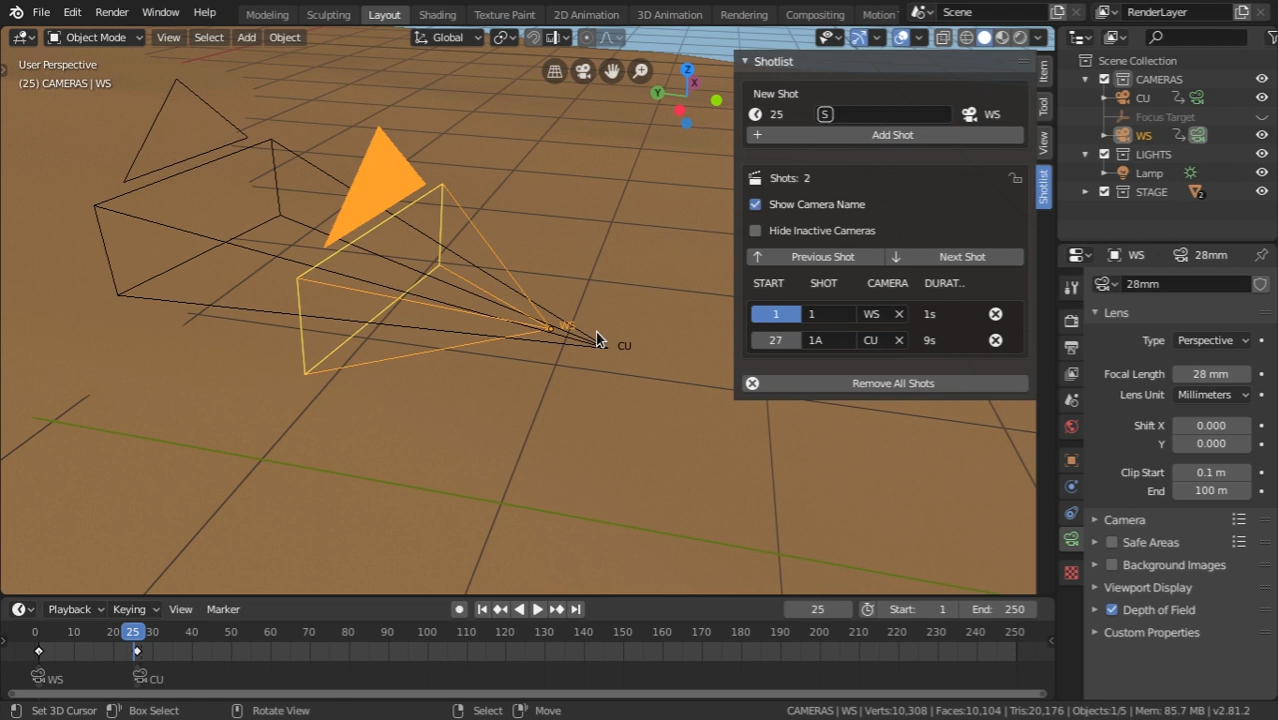 File Edit Render Window Help Modeling Sculpting Layout Shading Texture Paint 2D Animation 3D Animation Rendering Compositing Motion Scene RenderLayer
Object Mode View Select Add Object Global
User Perspective
(25) CAMERAS | WS
Z
X
Y
WS
CU
Shotlist
New Shot
25 S WS
Add Shot
Shots: 2
Show Camera Name
Hide Inactive Cameras
Previous Shot Next Shot
START SHOT CAMERA DURAT..
1 1 WS 1s
27 1A CU 9s
Remove All Shots
Item
Tool
View
Shotlist
Scene Collection
CAMERAS
CU
Focus Target
WS
LIGHTS
Lamp
STAGE 2
WS 28mm
28mm
Lens
Type Perspective
Focal Length 28 mm
Lens Unit Millimeters
Shift X 0.000
Y 0.000
Clip Start 0.1 m
End 100 m
Camera
Safe Areas
Background Images
Viewport Display
Depth of Field
Custom Properties
Playback Keying View Marker 25 Start: 1 End: 250
0 10 20 25 30 40 50 60 70 80 90 100 110 120 130 140 150 160 170 180 190 200 210 220 230 240 250
WS CU
Set 3D Cursor Box Select Rotate View Select Move CAMERAS | WS | Verts:10,308 | Faces:10,104 | Tris:20,176 | Objects:1/5 | Mem: 85.7 MB | v2.81.2